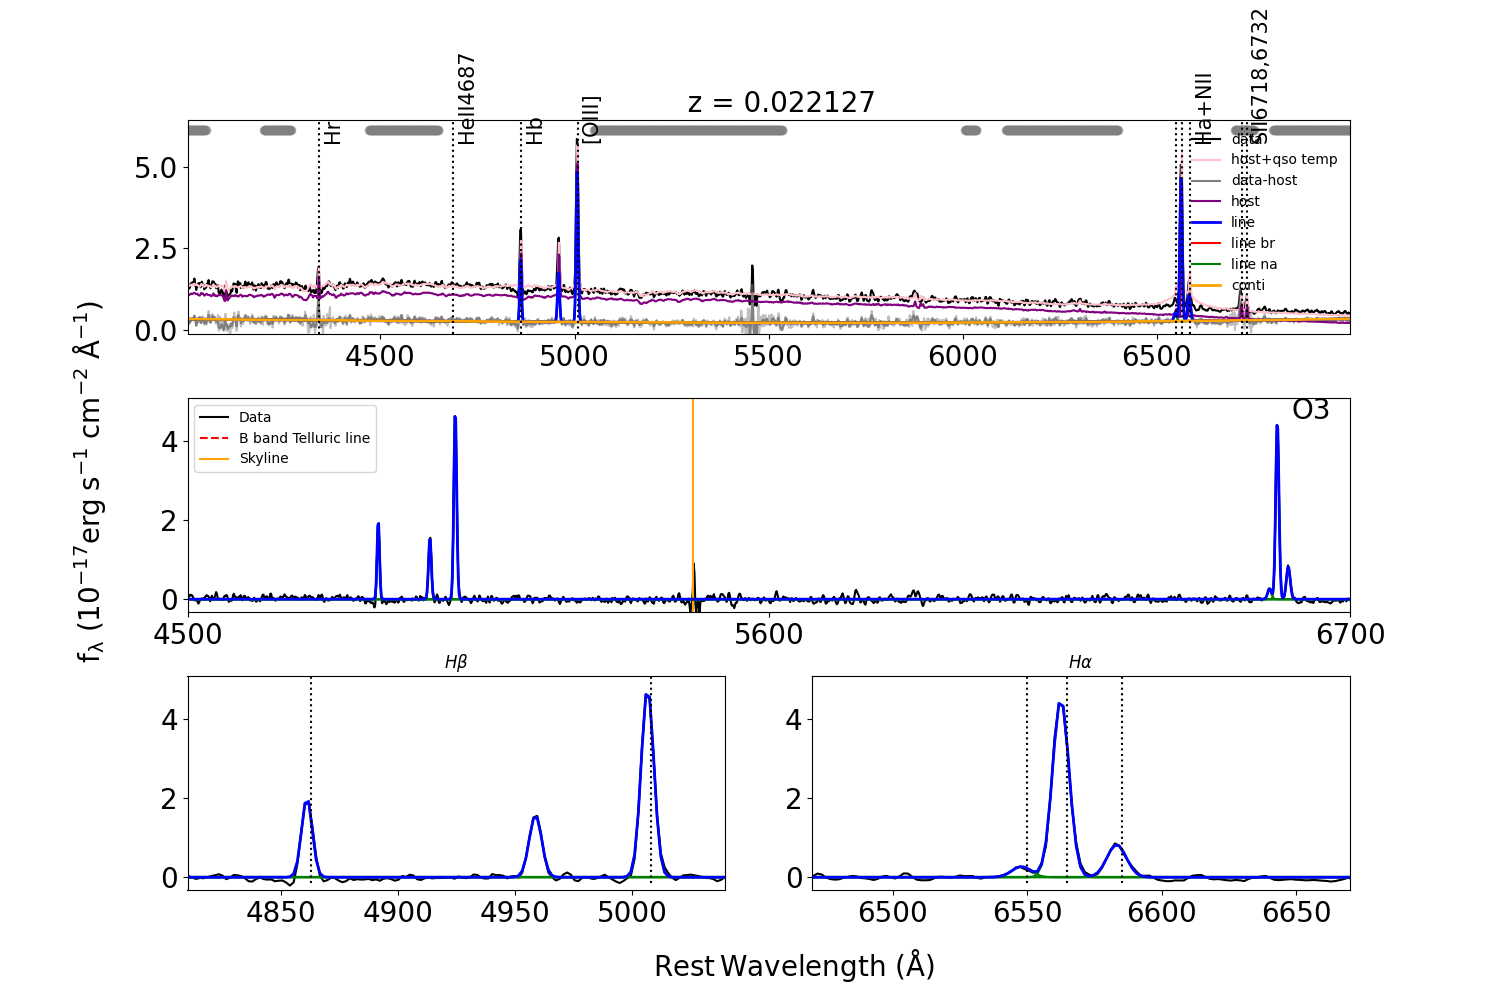 z = 0.022127
Hr
HeII4687
Hb
[OIII]
Ha+NII
SII6718,6732
5.0
2.5
0.0
data
host+qso temp
data-host
host
line
line br
line na
conti
4500
5000
5500
6000
6500
fλ (10⁻¹⁷erg s⁻¹ cm⁻² Å⁻¹)
4
2
0
Data
B band Telluric line
Skyline
O3
4500
5600
6700
Hβ
4
2
0
4850
4900
4950
5000
Hα
4
2
0
6500
6550
6600
6650
Rest Wavelength (Å)